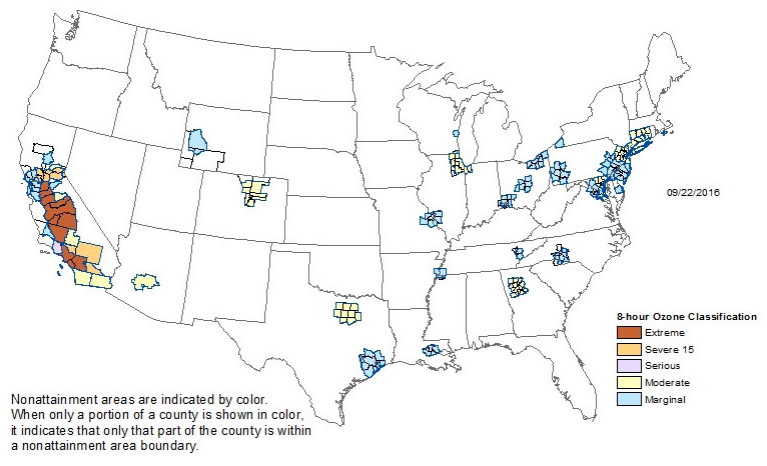 09/22/2016
8-hour Ozone Classification
Extreme
Severe 15
Serious
Moderate
Marginal
Nonattainment areas are indicated by color.
When only a portion of a county is shown in color,
it indicates that only that part of the county is within
a nonattainment area boundary.